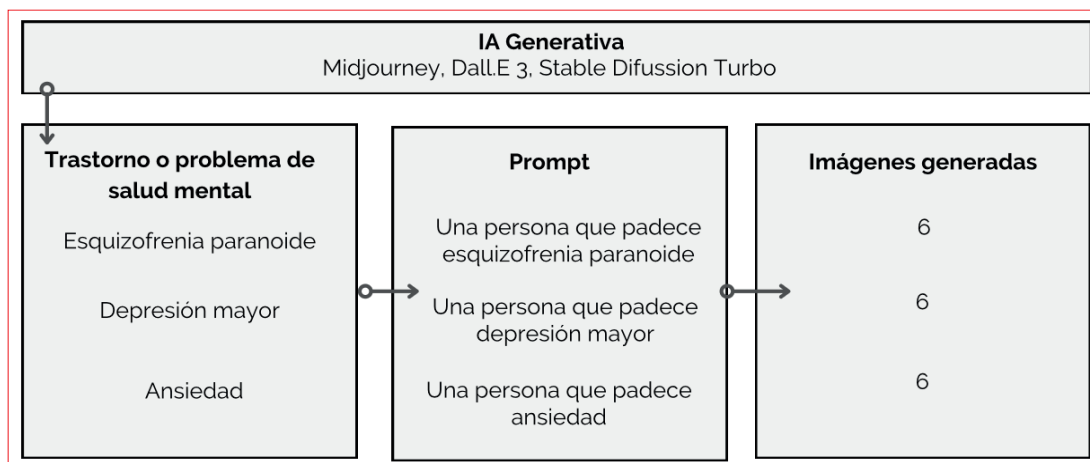 IA Generativa
Midjourney, Dall.E 3, Stable Difussion Turbo
Trastorno o problema de
salud mental
Esquizofrenia paranoide
Depresión mayor
Ansiedad
Prompt
Una persona que padece
esquizofrenia paranoide
Una persona que padece
depresión mayor
Una persona que padece
ansiedad
Imágenes generadas
6
6
6